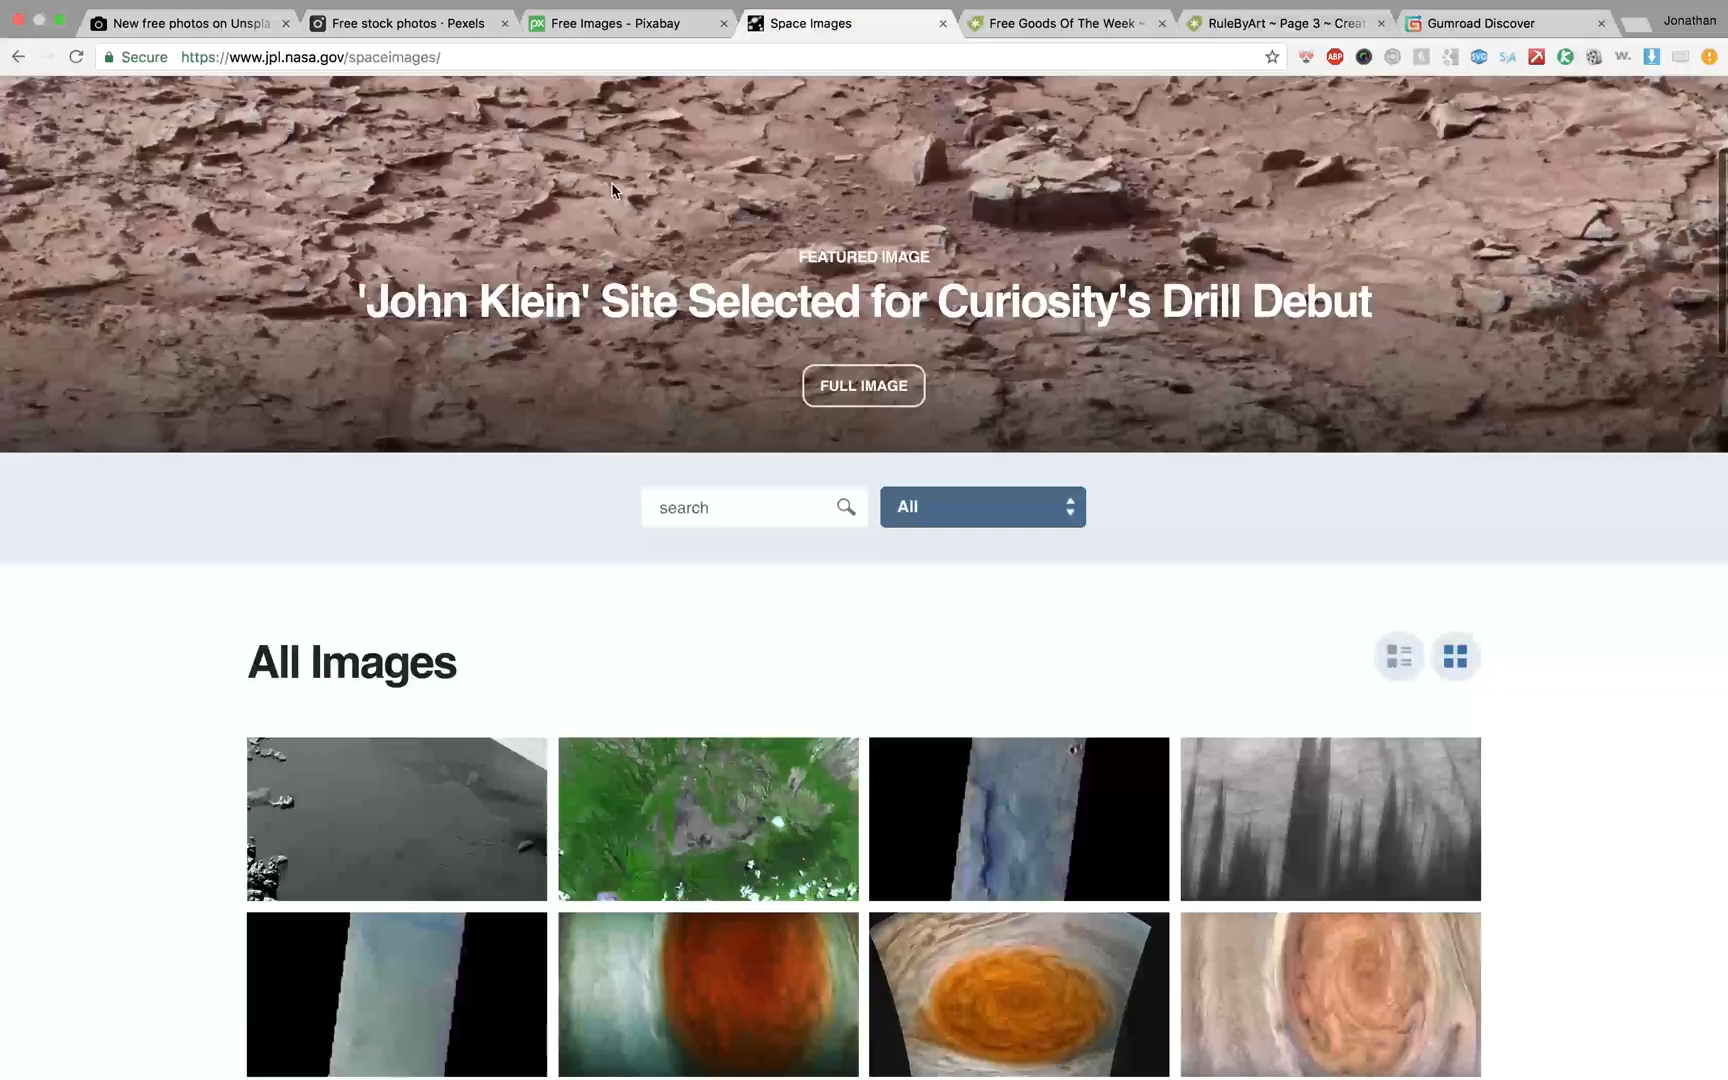 New free photos on Unspla
Free stock photos · Pexels
Free Images - Pixabay
Space Images
Free Goods Of The Week ~
RuleByArt ~ Page 3 ~ Creat
Gumroad Discover
Jonathan
Secure https://www.jpl.nasa.gov/spaceimages/
ABP
SVG
S/A
W.
FEATURED IMAGE
'John Klein' Site Selected for Curiosity's Drill Debut
FULL IMAGE
search
All
All Images